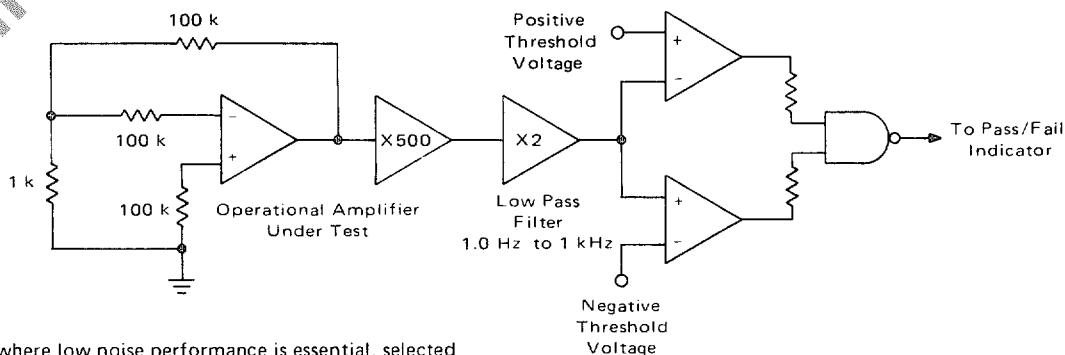 100 k
Positive
Threshold
Voltage
+
-
100 k
-
+
X500
X2
To Pass/Fail
Indicator
1 k
100 k
Operational Amplifier
Under Test
Low Pass
Filter
1.0 Hz to 1 kHz
+
-
Negative
Threshold
Voltage
where low noise performance is essential, selected